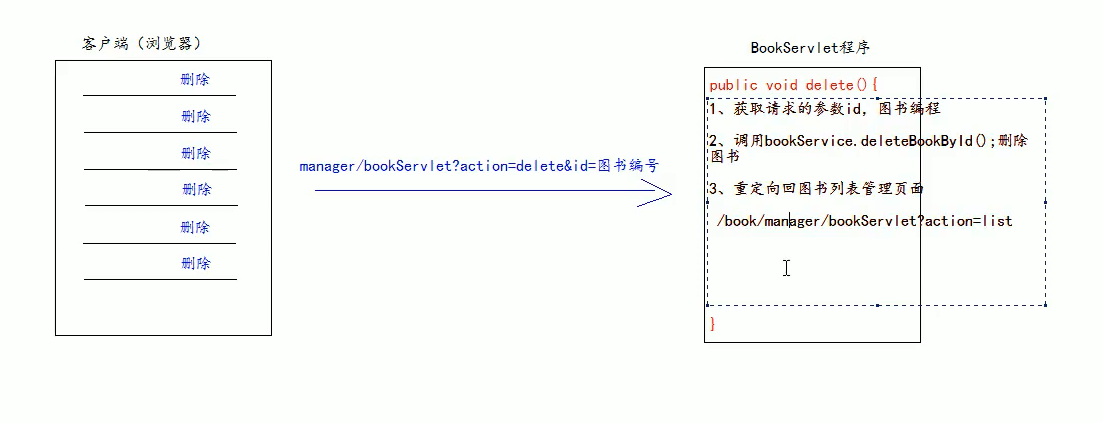 客户端（浏览器）
删除
删除
删除
删除
删除
删除
manager/bookServlet?action=delete&id=图书编号
BookServlet程序
public void delete(){
1、获取请求的参数id，图书编程
2、调用bookService.deleteBookById();删除
图书
3、重定向回图书列表管理页面
/book/manager/bookServlet?action=list
}